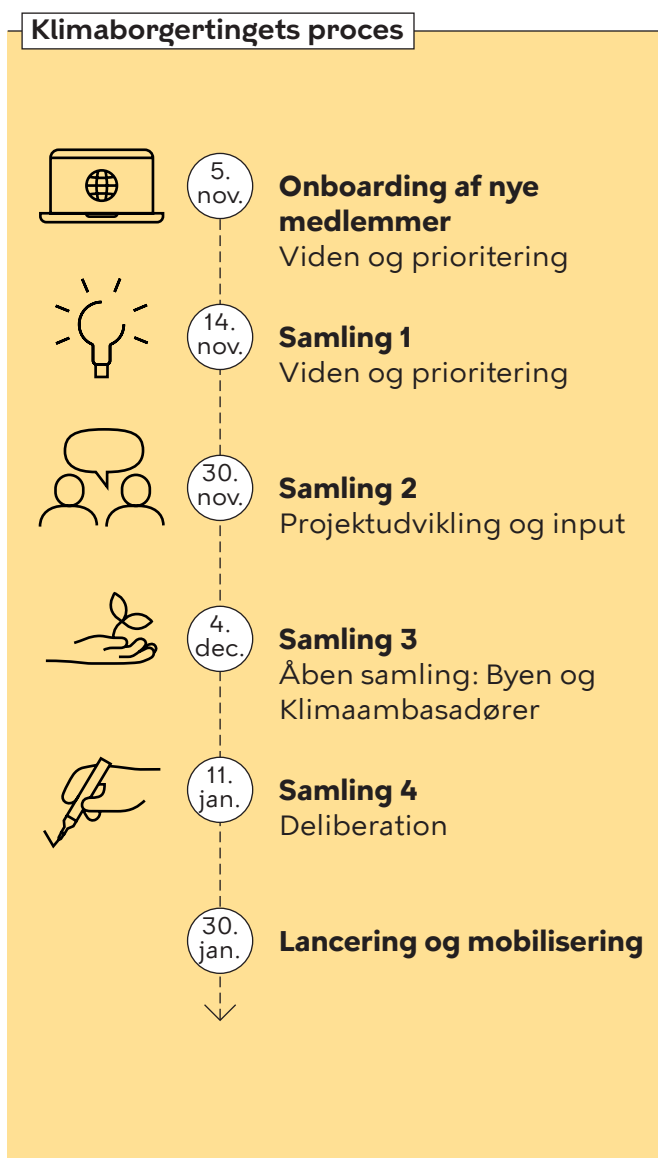 Klimaborgertingets proces
5.
nov.
Onboarding af nye
medlemmer
Viden og prioritering
14.
nov.
Samling 1
Viden og prioritering
30.
nov.
Samling 2
Projektudvikling og input
4.
dec.
Samling 3
Åben samling: Byen og
Klimaambasadører
11.
jan.
Samling 4
Deliberation
30.
jan.
Lancering og mobilisering